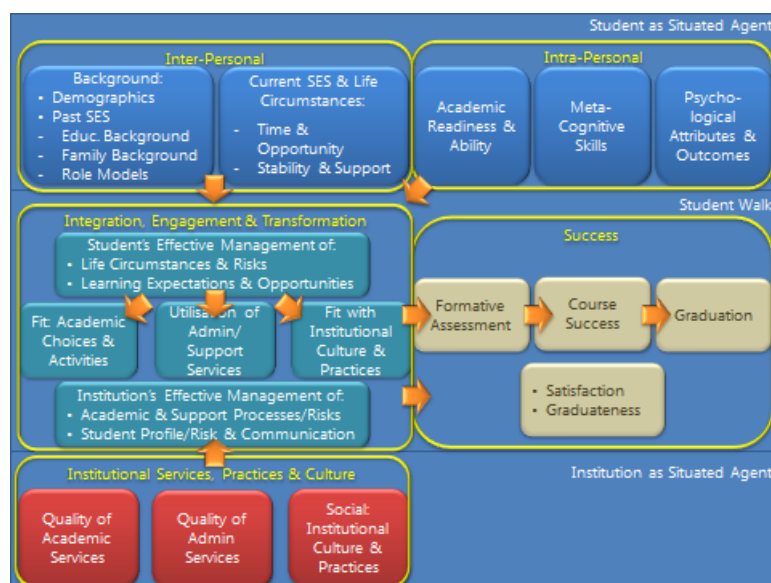 Student as Situated Agent
Inter-Personal
Background:
• Demographics
• Past SES
- Educ. Background
- Family Background
- Role Models
Current SES & Life
Circumstances:
- Time &
Opportunity
- Stability & Support
Intra-Personal
Academic
Readiness &
Ability
Meta-
Cognitive
Skills
Psycho-
logical
Attributes &
Outcomes
Student Walk
Integration, Engagement & Transformation
Student's Effective Management of:
• Life Circumstances & Risks
• Learning Expectations & Opportunities
Fit: Academic
Choices &
Activities
Utilisation of
Admin/
Support
Services
Fit with
Institutional
Culture &
Practices
Institution's Effective Management of:
• Academic & Support Processes/Risks
• Student Profile/Risk & Communication
Success
Formative
Assessment
Course
Success
Graduation
• Satisfaction
• Graduateness
Institutional Services, Practices & Culture
Institution as Situated Agent
Quality of
Academic
Services
Quality of
Admin
Services
Social:
Institutional
Culture &
Practices